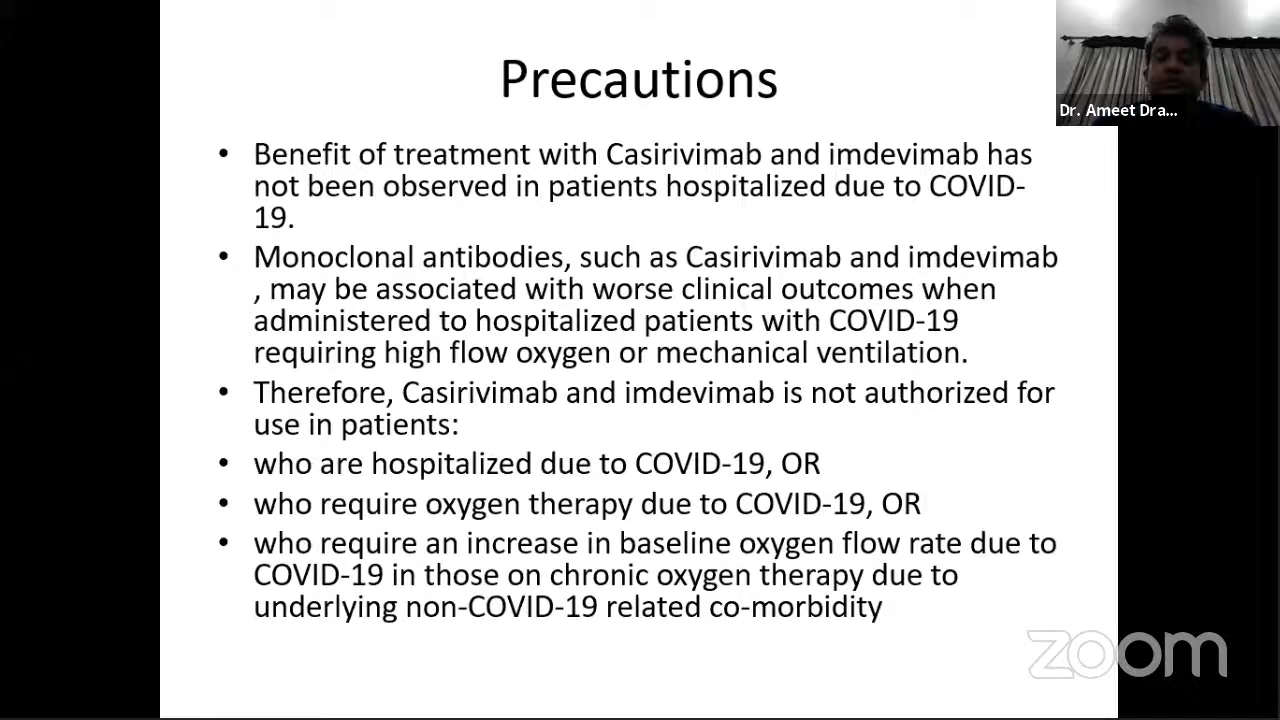 Precautions
• Benefit of treatment with Casirivimab and imdevimab has
not been observed in patients hospitalized due to COVID-
19.
• Monoclonal antibodies, such as Casirivimab and imdevimab
, may be associated with worse clinical outcomes when
administered to hospitalized patients with COVID-19
requiring high flow oxygen or mechanical ventilation.
• Therefore, Casirivimab and imdevimab is not authorized for
use in patients:
• who are hospitalized due to COVID-19, OR
• who require oxygen therapy due to COVID-19, OR
• who require an increase in baseline oxygen flow rate due to
COVID-19 in those on chronic oxygen therapy due to
underlying non-COVID-19 related co-morbidity
Dr. Ameet Dra...
zoom